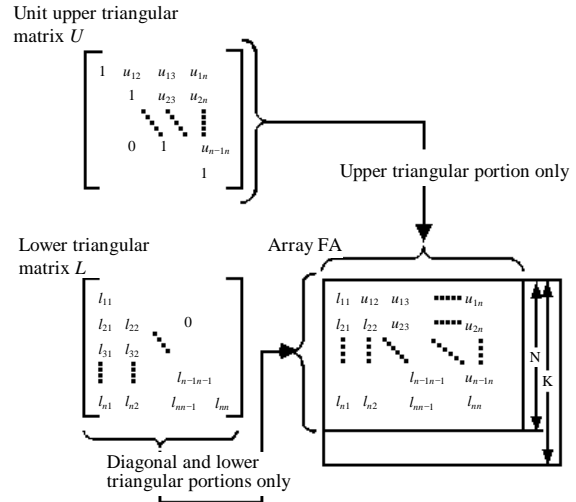 Unit upper triangular
matrix U
1 u12 u13 u1n
1 u23 u2n
0 1 un−1n
1
Upper triangular portion only
Lower triangular
matrix L
Array FA
l11
l21 l22 0
l31 l32
ln−1n−1
ln1 ln2 lnn−1 lnn
l11 u12 u13 u1n
l21 l22 u23 u2n
ln−1n−1 un−1n
ln1 ln2 lnn−1 lnn
N
K
Diagonal and lower
triangular portions only